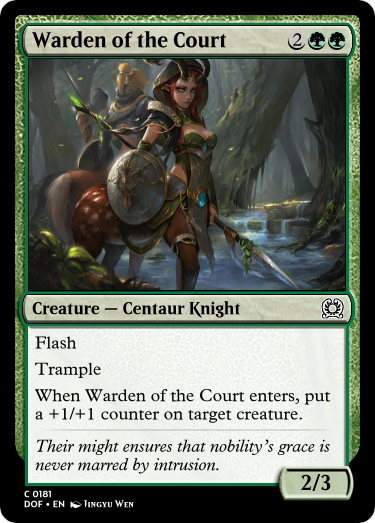 Warden of the Court 2
Creature — Centaur Knight
Flash
Trample
When Warden of the Court enters, put
a +1/+1 counter on target creature.
Their might ensures that nobility's grace is
never marred by intrusion.
2/3
C 0181
DOF • EN Jingyu Wen